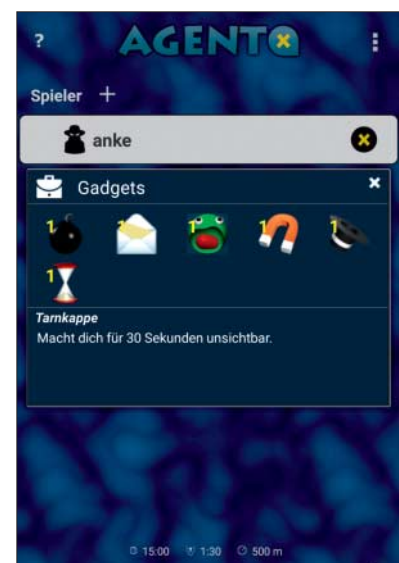 ?
AGENTX
Spieler +
anke
Gadgets ×
1 1 1 1 1
1
Tarnkappe
Macht dich für 30 Sekunden unsichtbar.
15:00 1:30 500 m